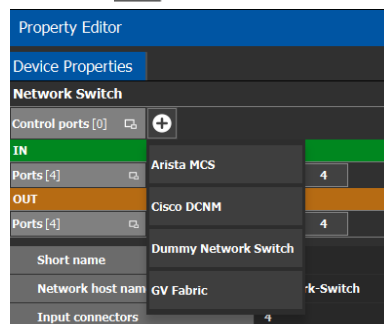 Property Editor
Device Properties
Network Switch
Control ports [0]
IN
Arista MCS
Ports [4] 4
OUT
Cisco DCNM
Ports [4] 4
Dummy Network Switch
Short name
Network host nam GV Fabric rk-Switch
Input connectors 4